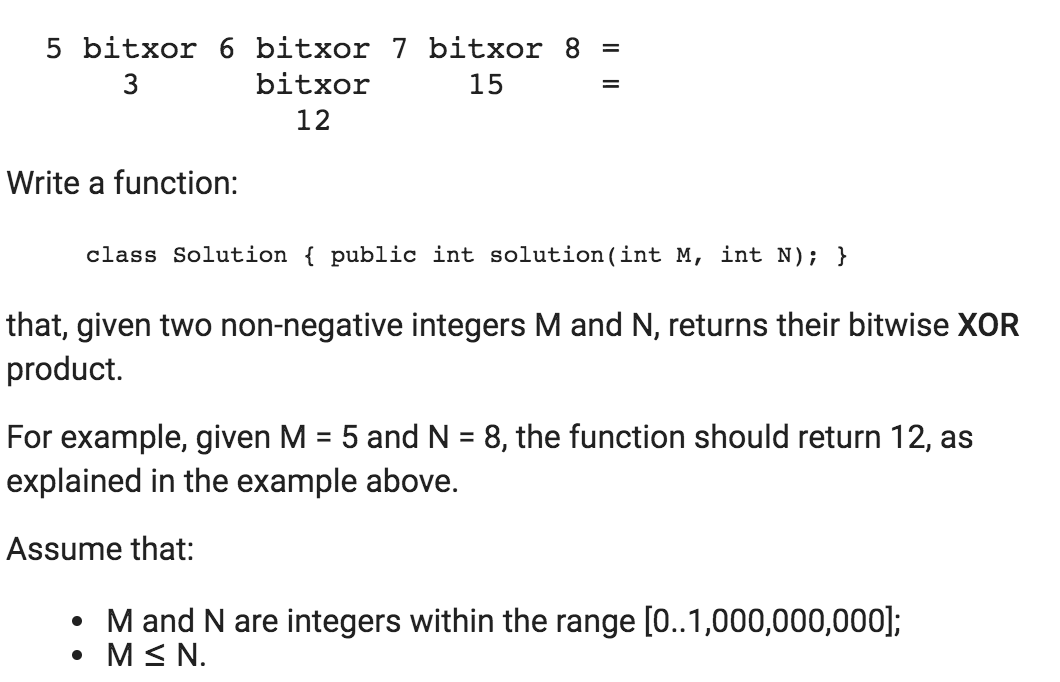 5 bitxor 6 bitxor 7 bitxor 8 =
3 bitxor 15 =
12
Write a function:
class Solution { public int solution(int M, int N); }
that, given two non-negative integers M and N, returns their bitwise XOR
product.
For example, given M = 5 and N = 8, the function should return 12, as
explained in the example above.
Assume that:
• M and N are integers within the range [0..1,000,000,000];
• M ≤ N.